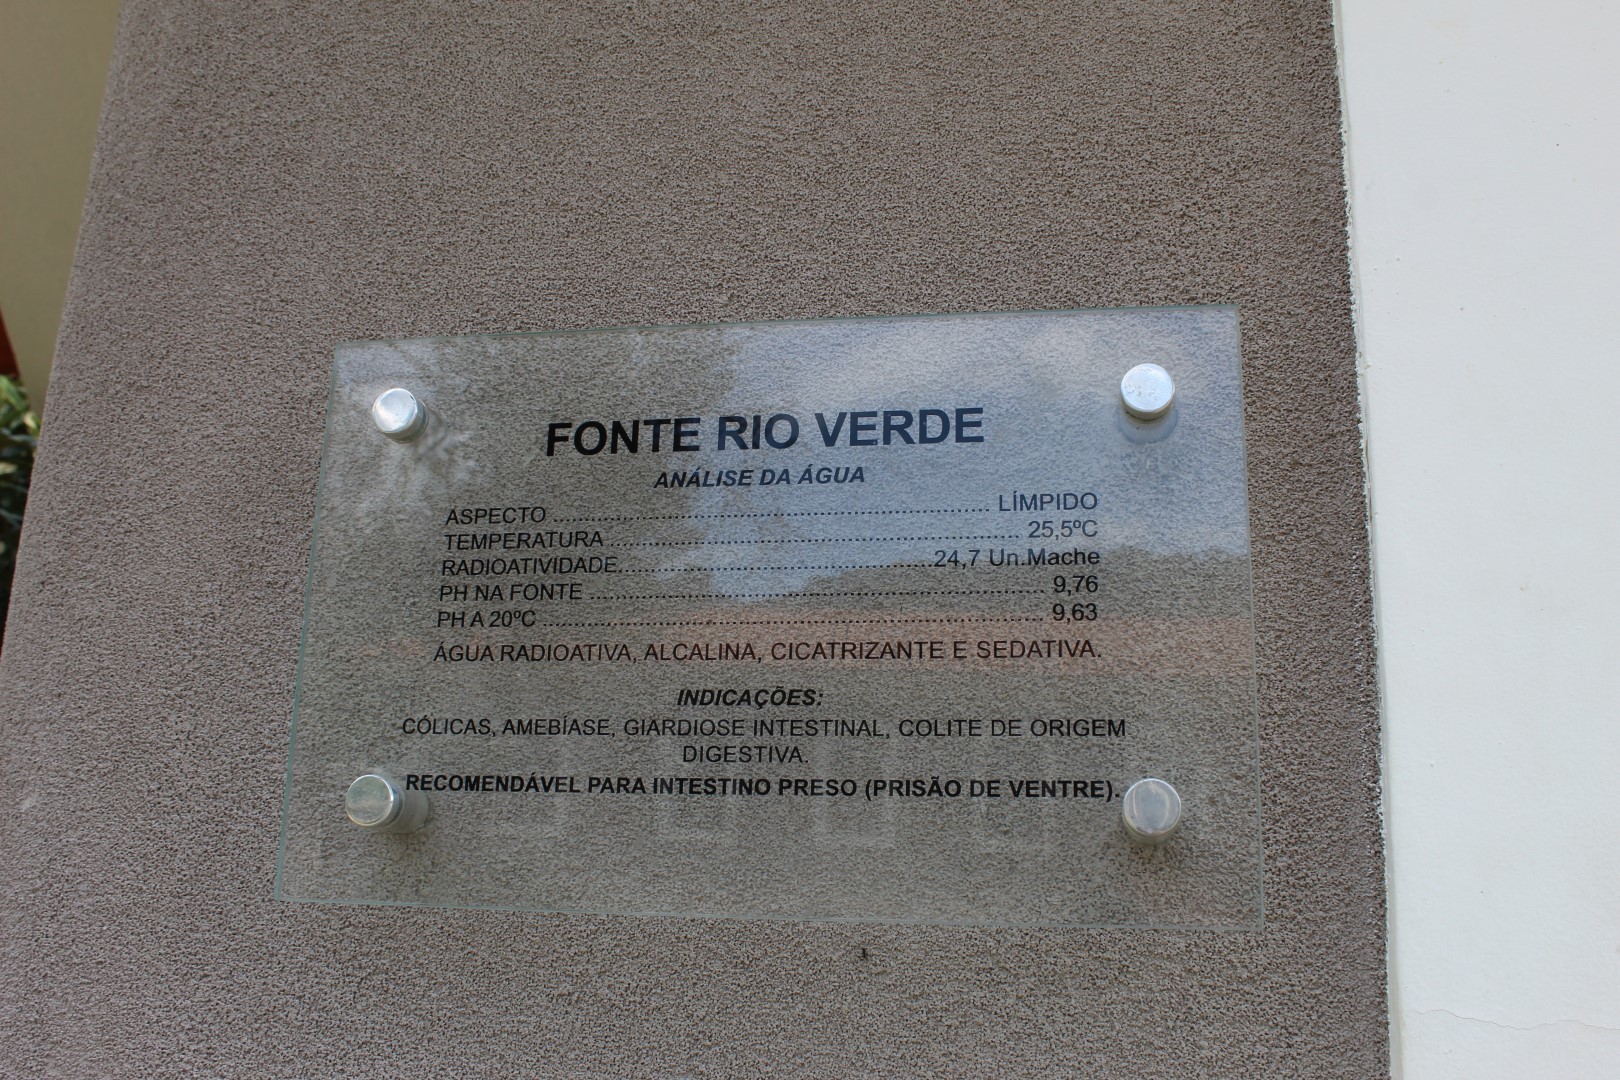 FONTE RIO VERDE
ANÁLISE DA ÁGUA
ASPECTO ........................................................................ LÍMPIDO
TEMPERATURA .................................................................... 25,5ºC
RADIOATIVIDADE....................................................24,7 Un.Mache
PH NA FONTE .......................................................................... 9,76
PH A 20ºC .................................................................................. 9,63
ÁGUA RADIOATIVA, ALCALINA, CICATRIZANTE E SEDATIVA.
INDICAÇÕES:
CÓLICAS, AMEBÍASE, GIARDIOSE INTESTINAL, COLITE DE ORIGEM
DIGESTIVA.
RECOMENDÁVEL PARA INTESTINO PRESO (PRISÃO DE VENTRE).